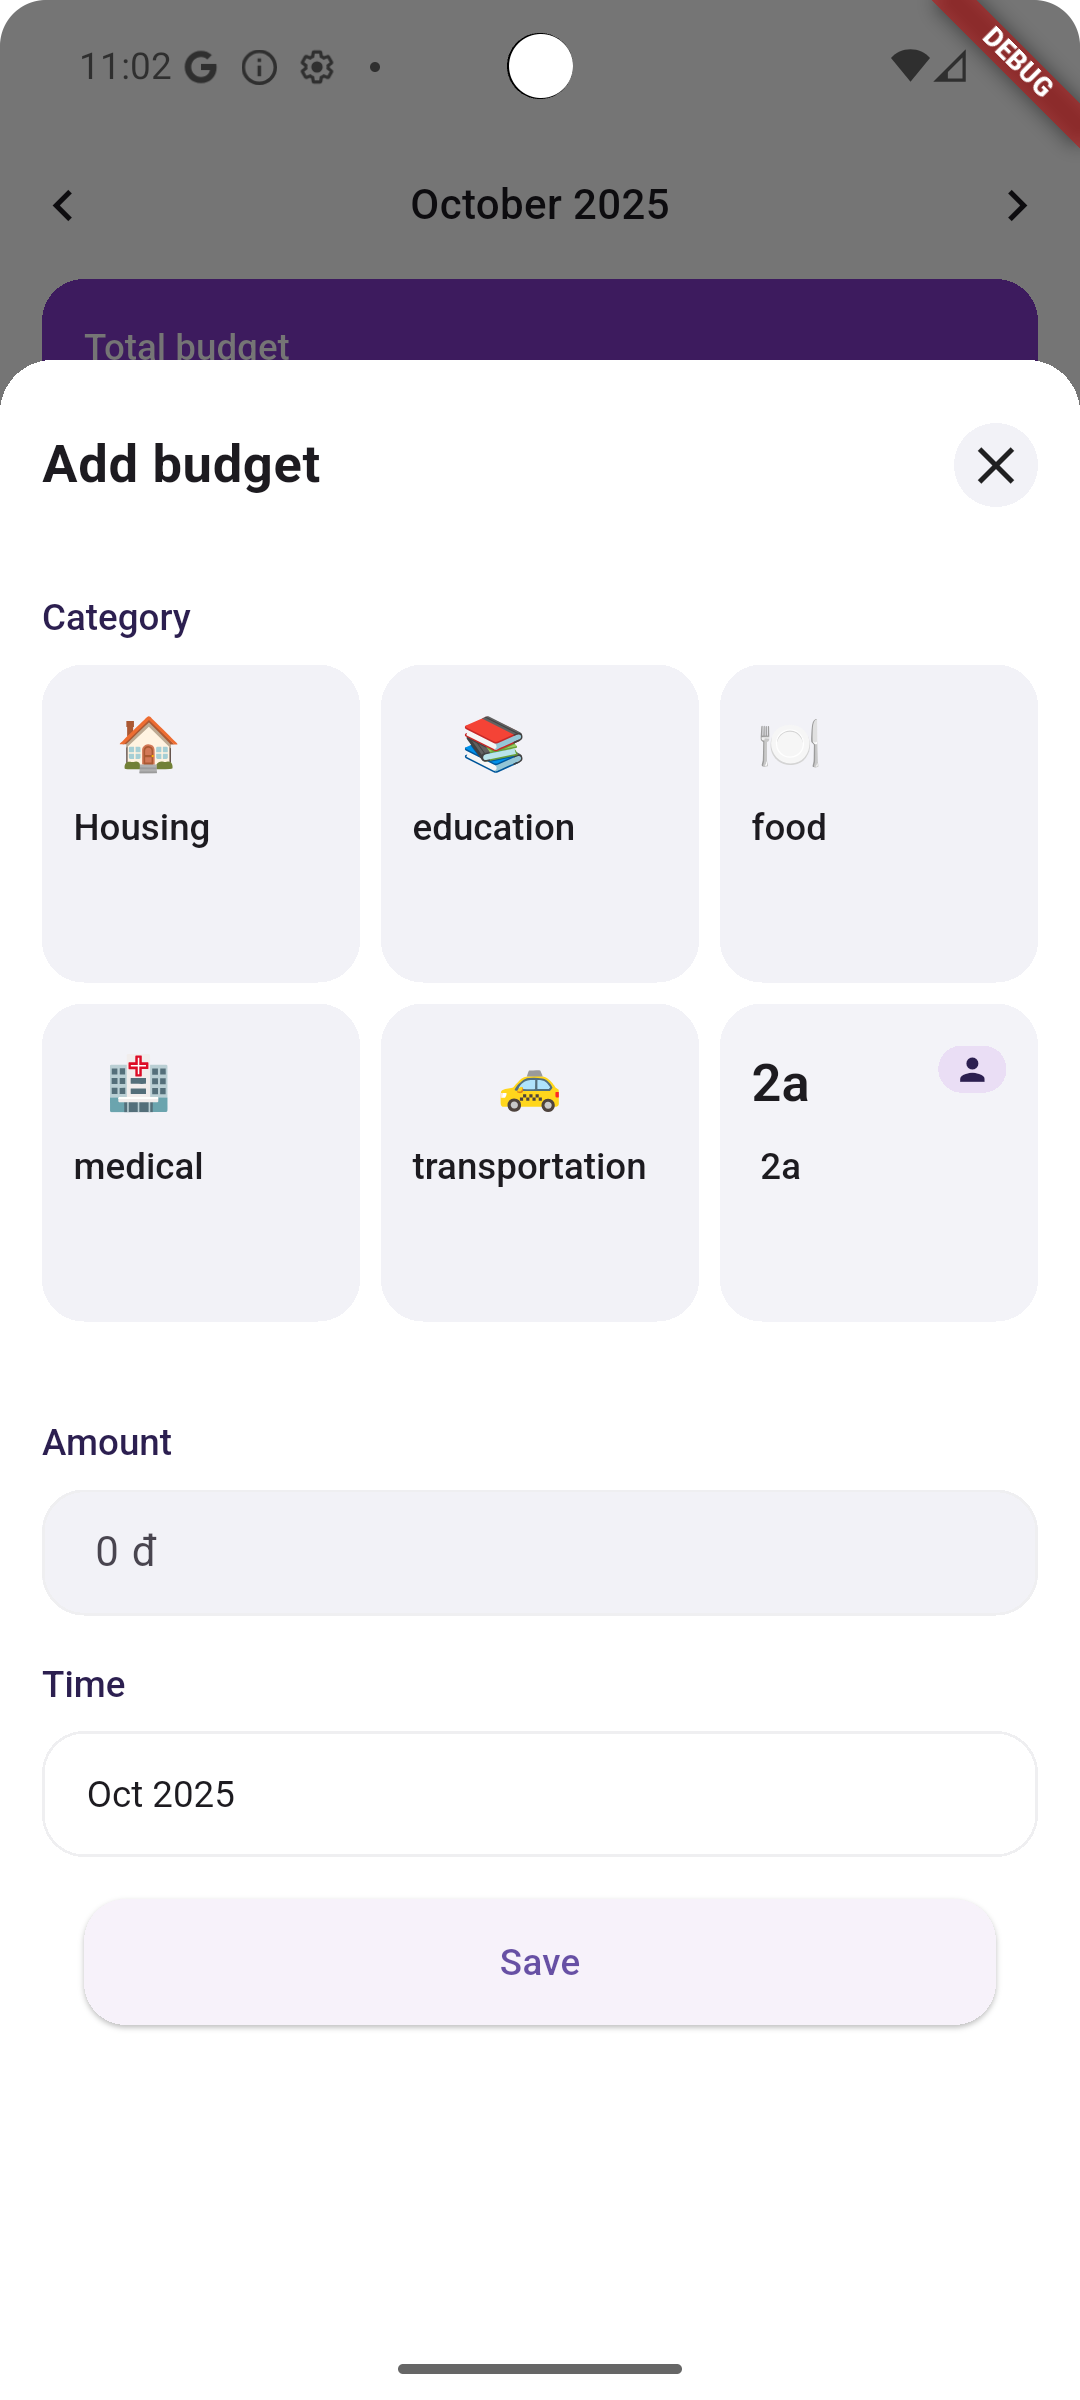 11:02
DEBUG
October 2025
Total budget
Add budget
Category
Housing
education
food
medical
transportation
2a
2a
Amount
0 đ
Time
Oct 2025
Save